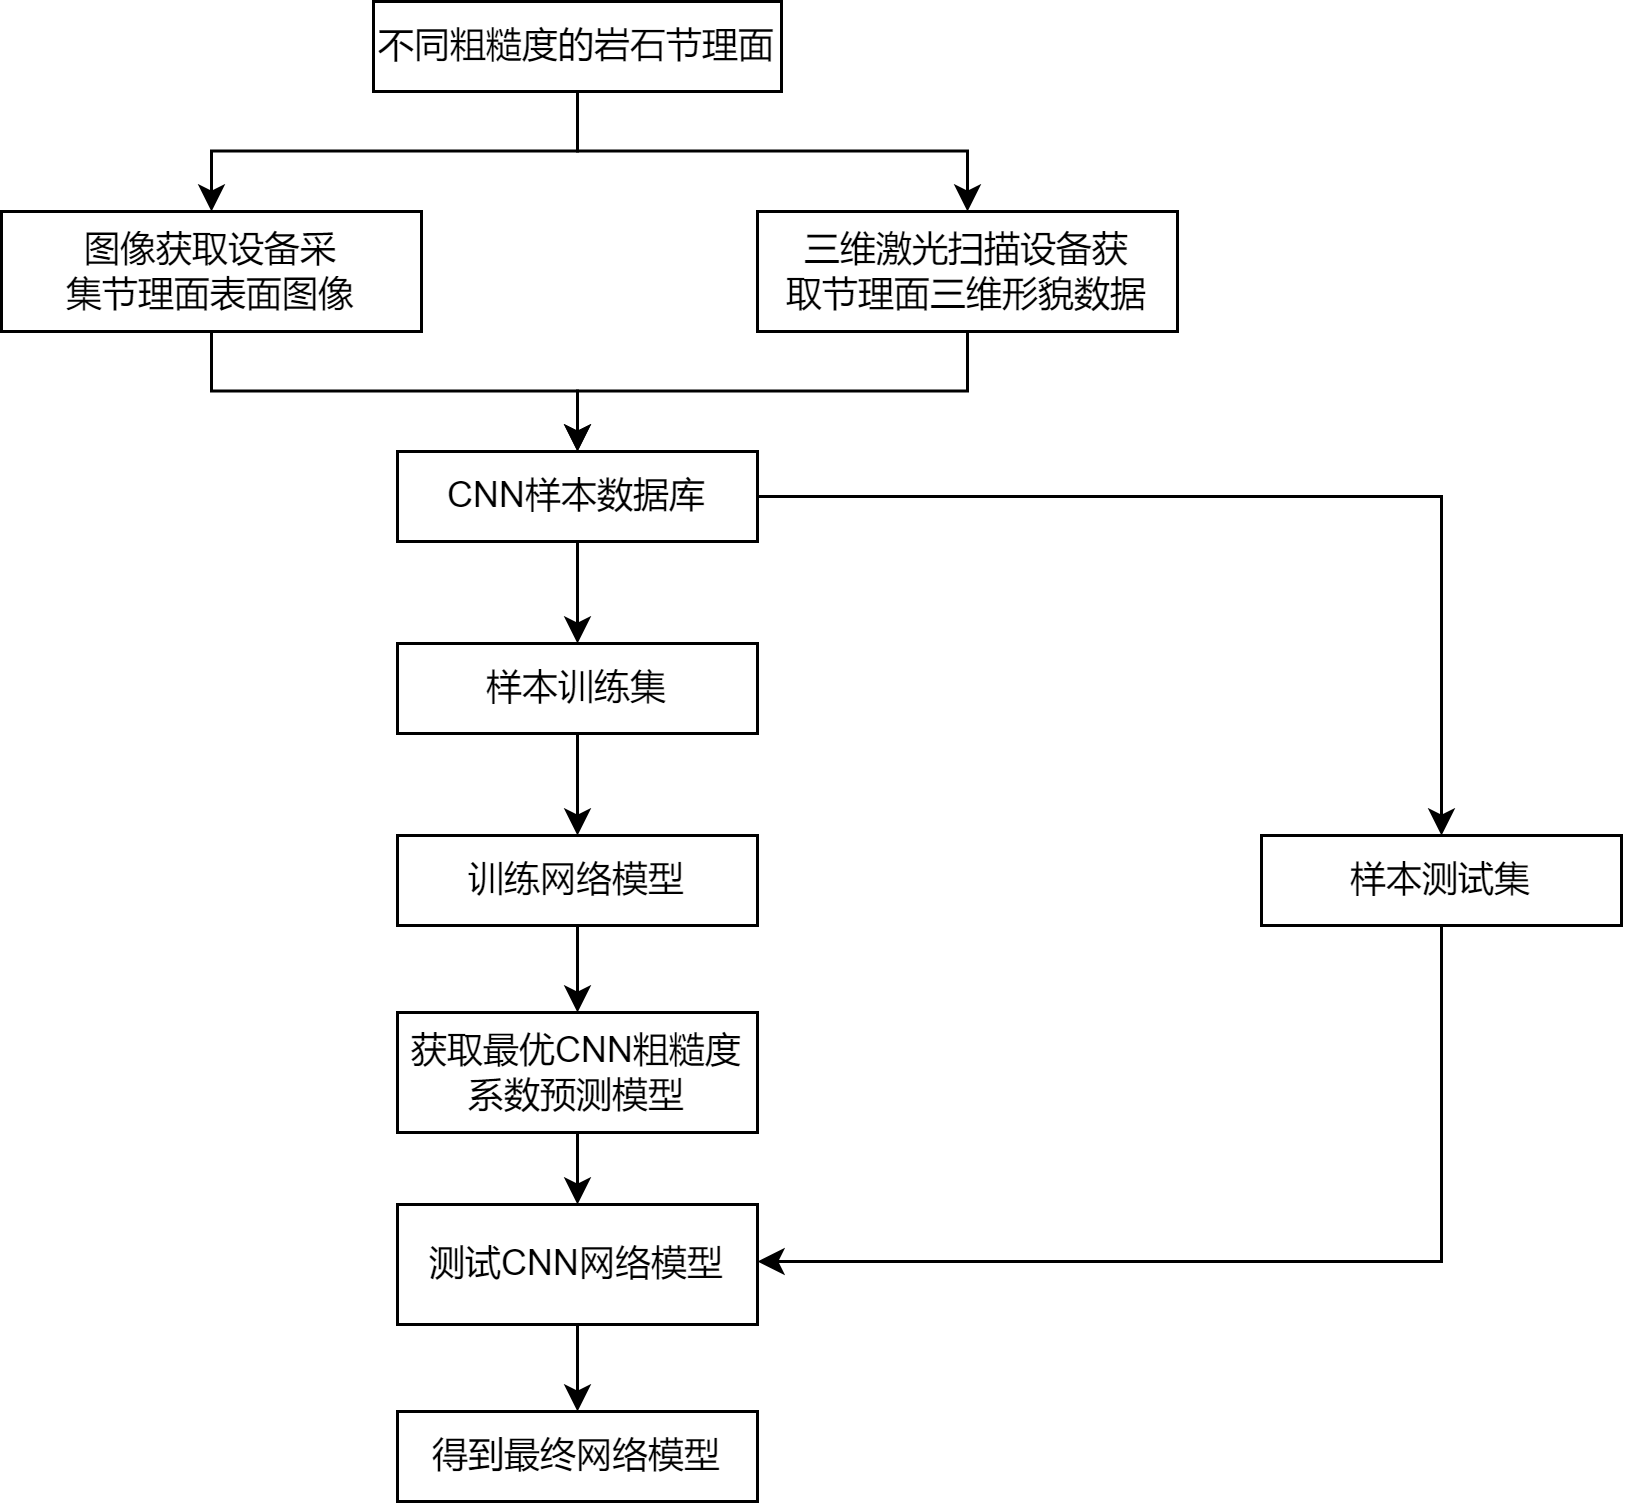 不同粗糙度的岩石节理面
图像获取设备采
集节理面表面图像
三维激光扫描设备获
取节理面三维形貌数据
CNN样本数据库
样本训练集
训练网络模型
样本测试集
获取最优CNN粗糙度
系数预测模型
测试CNN网络模型
得到最终网络模型